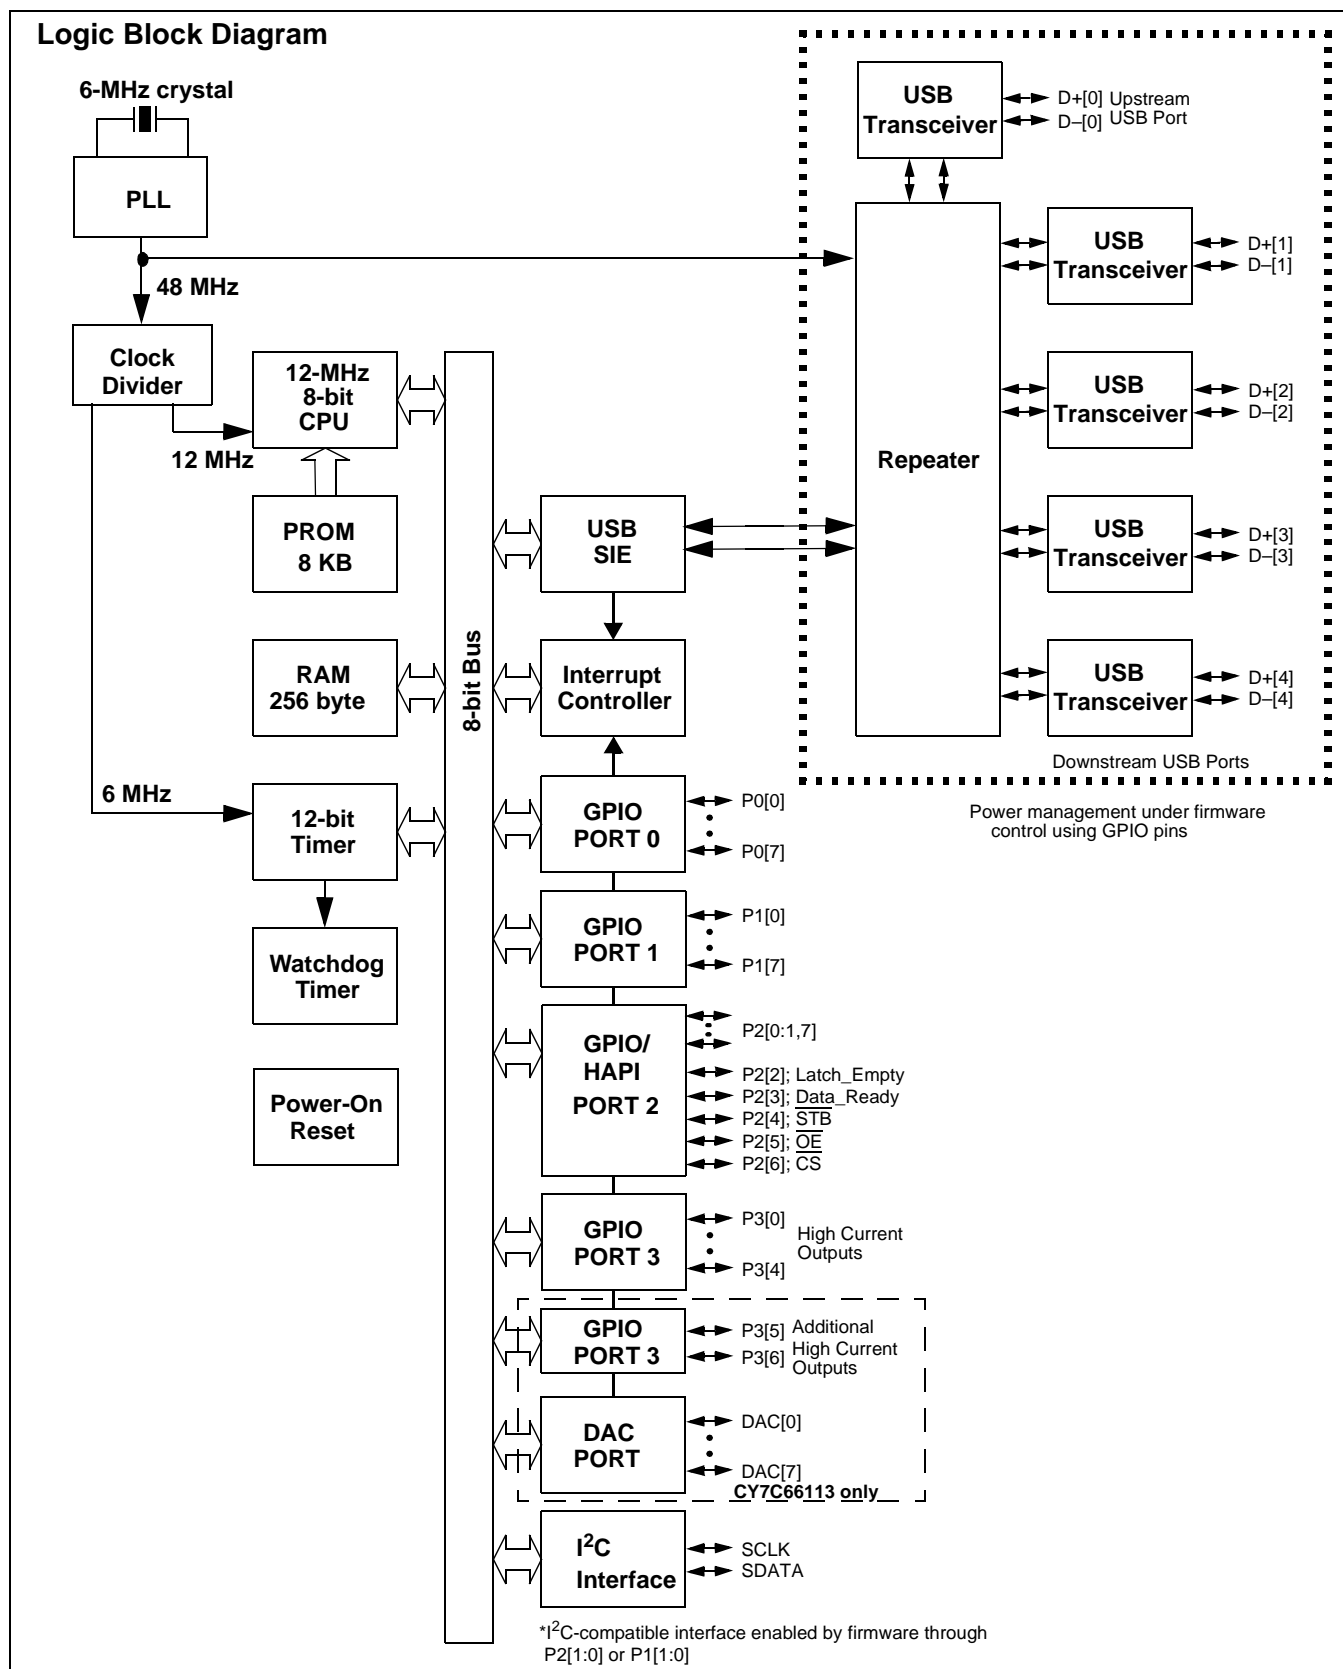 Logic Block Diagram
6-MHz crystal
PLL
48 MHz
Clock
Divider
12-MHz
8-bit
CPU
12 MHz
PROM
8 KB
RAM
256 byte
6 MHz
12-bit
Timer
Watchdog
Timer
Power-On
Reset
8-bit Bus
USB
SIE
Interrupt
Controller
GPIO
PORT 0
P0[0]
P0[7]
GPIO
PORT 1
P1[0]
P1[7]
GPIO/
HAPI
PORT 2
P2[0:1,7]
P2[2]; Latch_Empty
P2[3]; Data_Ready
P2[4]; S̅T̅B̅
P2[5]; O̅E̅
P2[6]; C̅S̅
GPIO
PORT 3
P3[0]
P3[4]
High Current
Outputs
GPIO
PORT 3
P3[5]
P3[6]
Additional
High Current
Outputs
DAC
PORT
DAC[0]
DAC[7]
CY7C66113 only
I²C
Interface
SCLK
SDATA
*I²C-compatible interface enabled by firmware through
P2[1:0] or P1[1:0]
USB
Transceiver
D+[0] Upstream
D–[0] USB Port
Repeater
USB
Transceiver
D+[1]
D–[1]
USB
Transceiver
D+[2]
D–[2]
USB
Transceiver
D+[3]
D–[3]
USB
Transceiver
D+[4]
D–[4]
Downstream USB Ports
Power management under firmware
control using GPIO pins